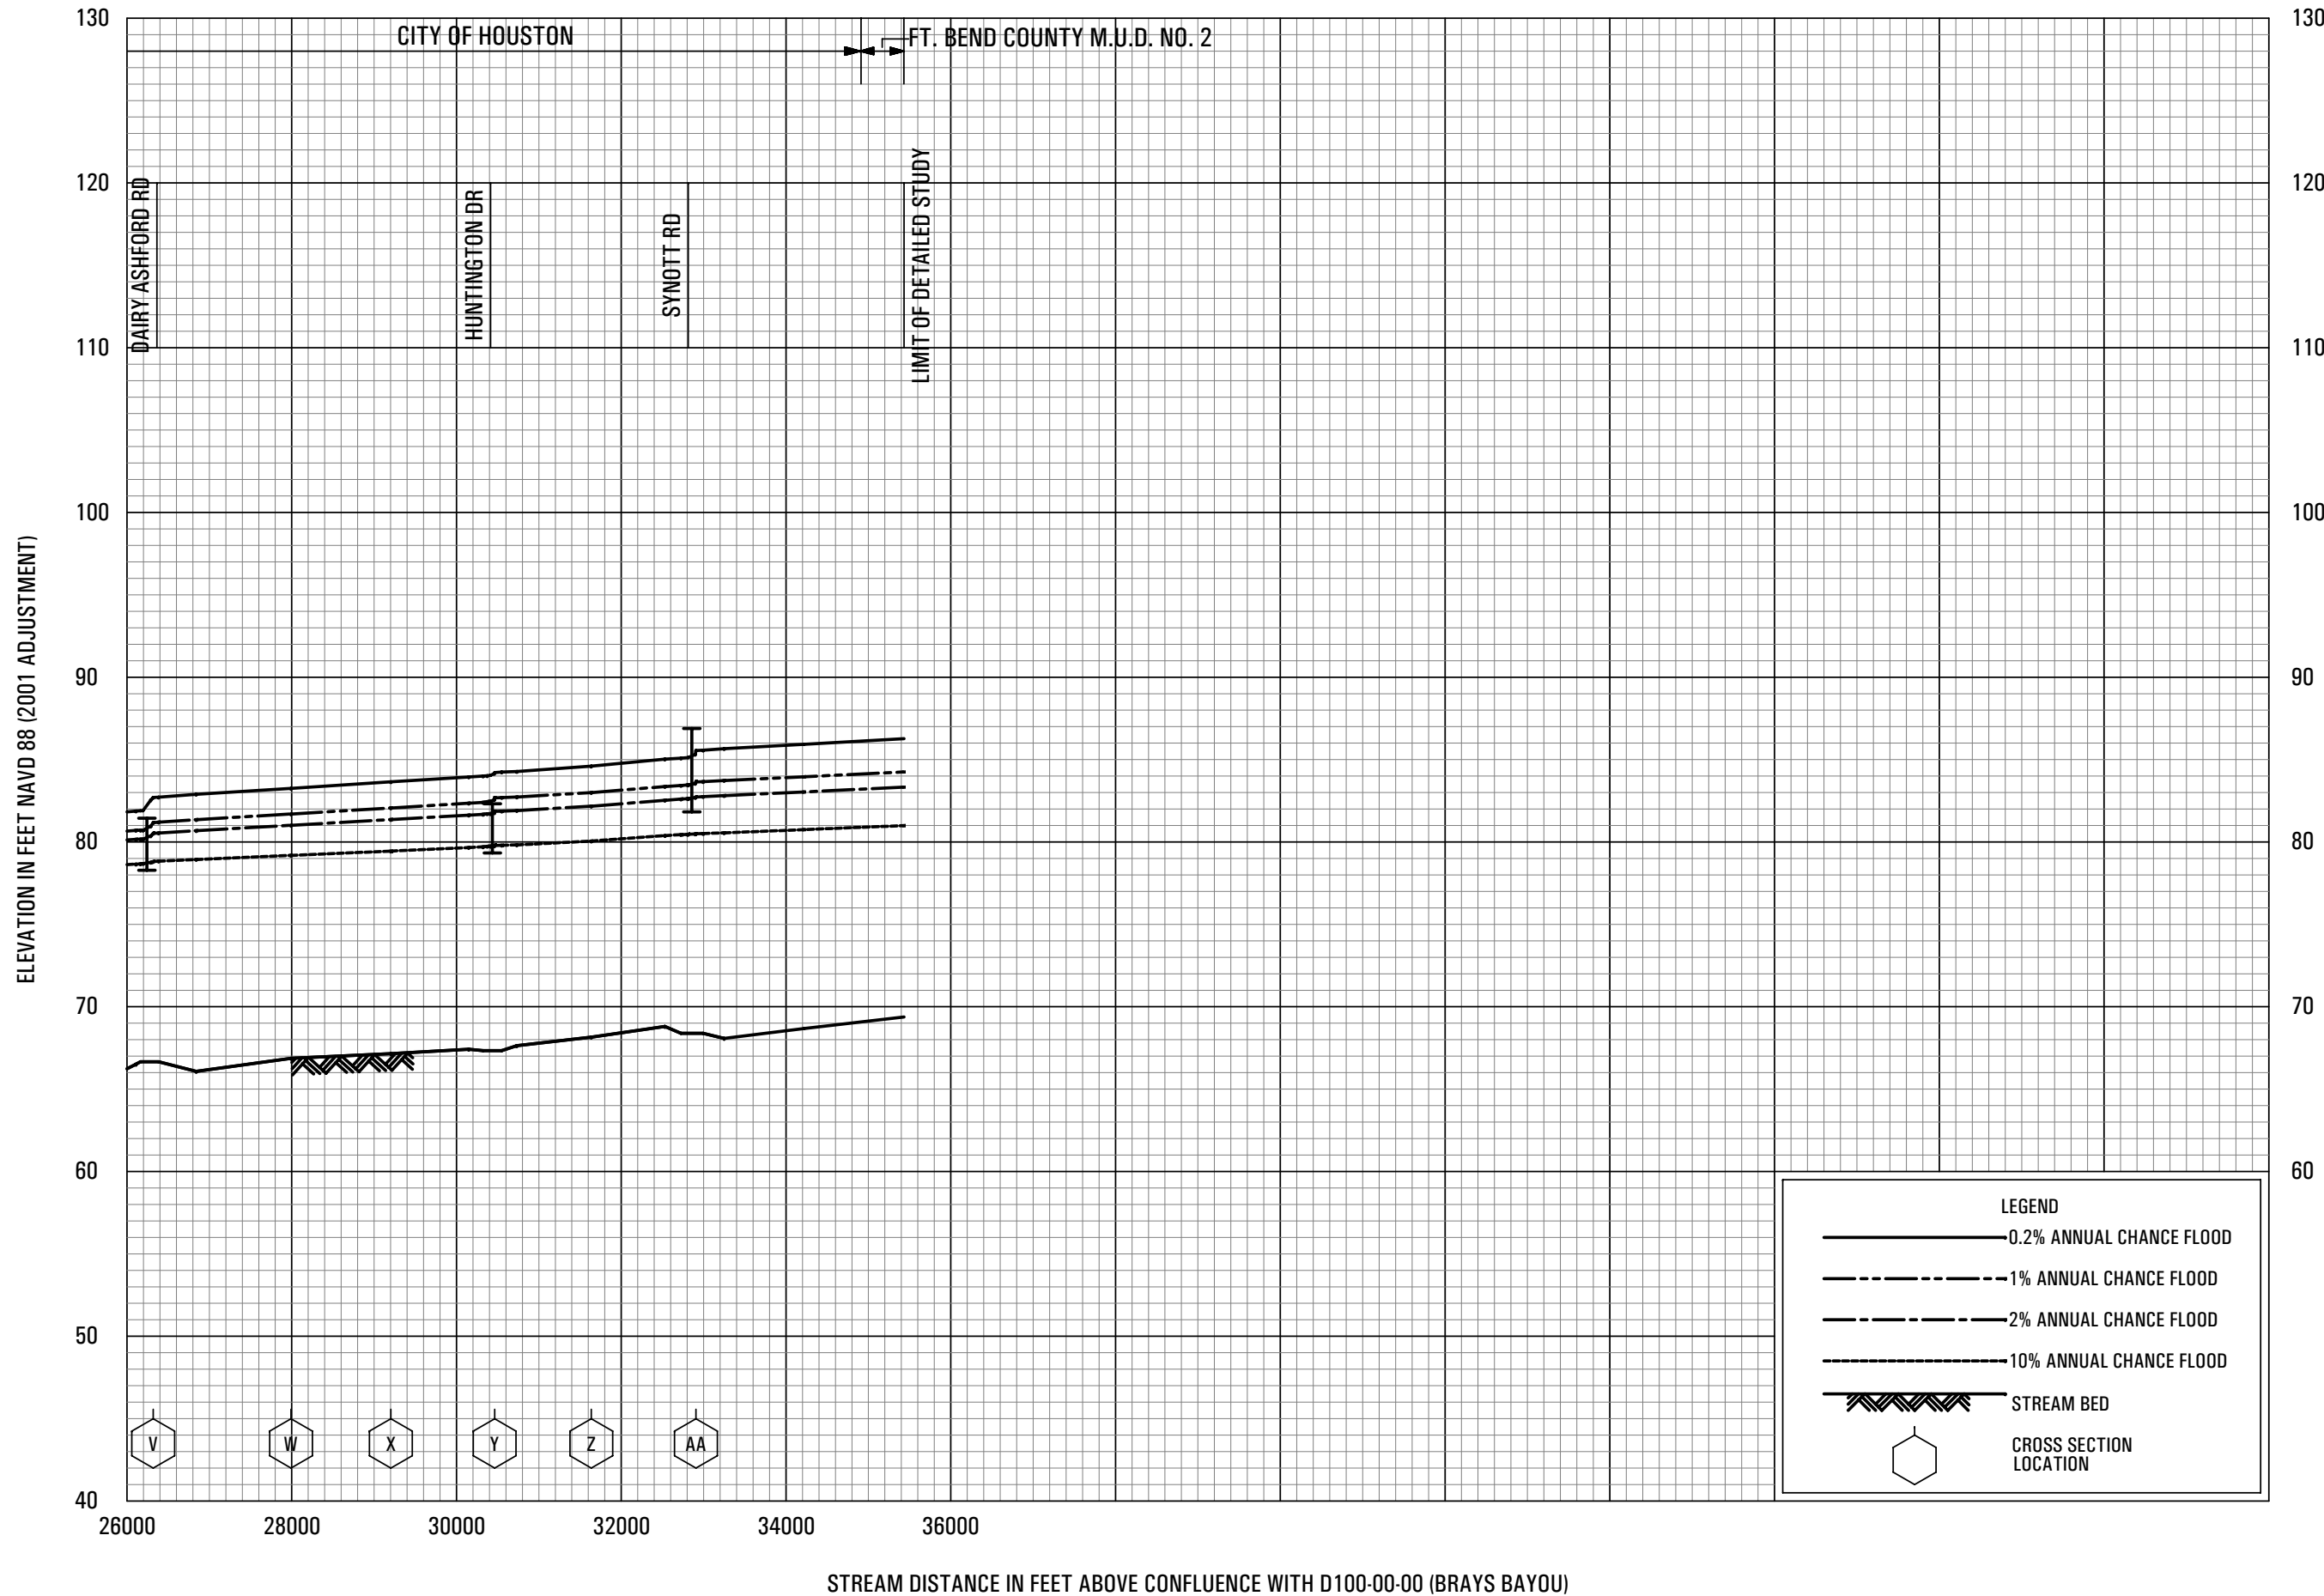 130
130
CITY OF HOUSTON
FT. BEND COUNTY M.U.D. NO. 2
DAIRY ASHFORD RD
HUNTINGTON DR
SYNOTT RD
LIMIT OF DETAILED STUDY
120
120
110
110
100
100
90
90
80
80
70
70
60
60
50
40
ELEVATION IN FEET NAVD 88 (2001 ADJUSTMENT)
LEGEND
0.2% ANNUAL CHANCE FLOOD
1% ANNUAL CHANCE FLOOD
2% ANNUAL CHANCE FLOOD
10% ANNUAL CHANCE FLOOD
STREAM BED
CROSS SECTION
LOCATION
V
W
X
Y
Z
AA
26000
28000
30000
32000
34000
36000
STREAM DISTANCE IN FEET ABOVE CONFLUENCE WITH D100-00-00 (BRAYS BAYOU)